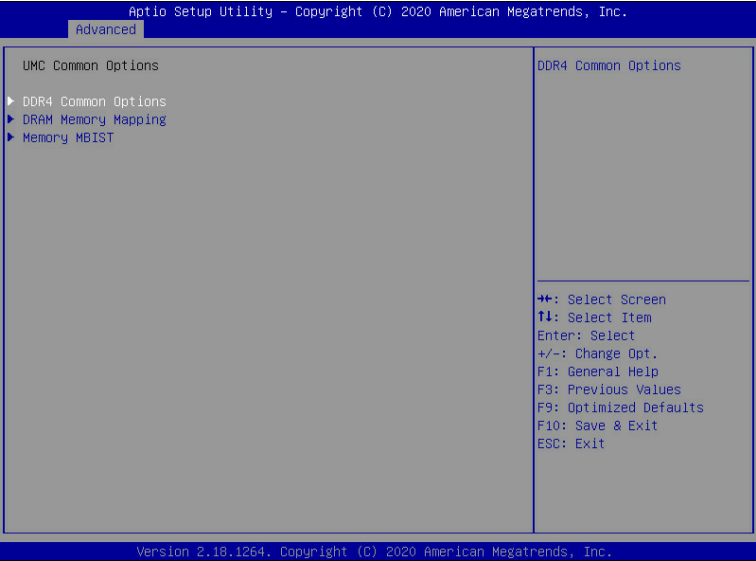 Aptio Setup Utility – Copyright (C) 2020 American Megatrends, Inc.
Advanced
UMC Common Options
DDR4 Common Options
DRAM Memory Mapping
Memory MBIST
DDR4 Common Options
→←: Select Screen
↑↓: Select Item
Enter: Select
+/-: Change Opt.
F1: General Help
F3: Previous Values
F9: Optimized Defaults
F10: Save & Exit
ESC: Exit
Version 2.18.1264. Copyright (C) 2020 American Megatrends, Inc.